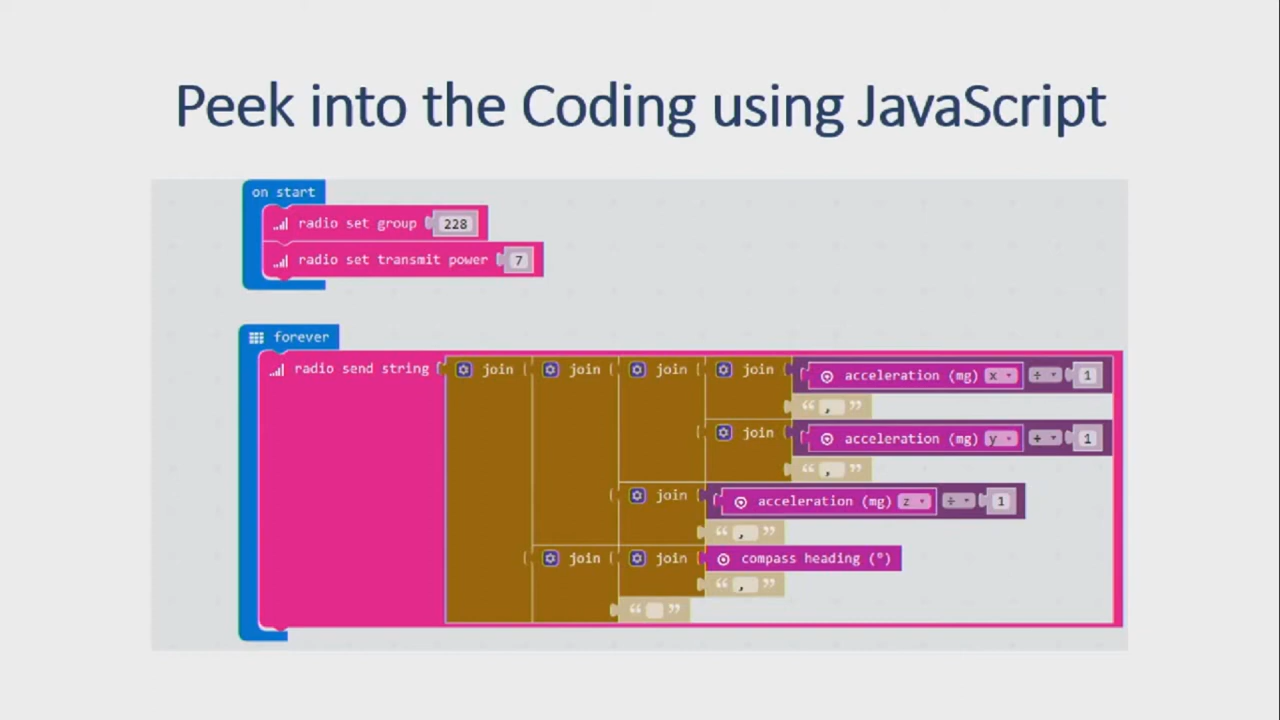 Peek into the Coding using JavaScript
on start
radio set group 228
radio set transmit power 7
forever
radio send string join join join join acceleration (mg) x ÷ 1
“ , ”
join acceleration (mg) y ÷ 1
“ , ”
join acceleration (mg) z ÷ 1
“ , ”
join join compass heading (°)
“ , ”
“ ”